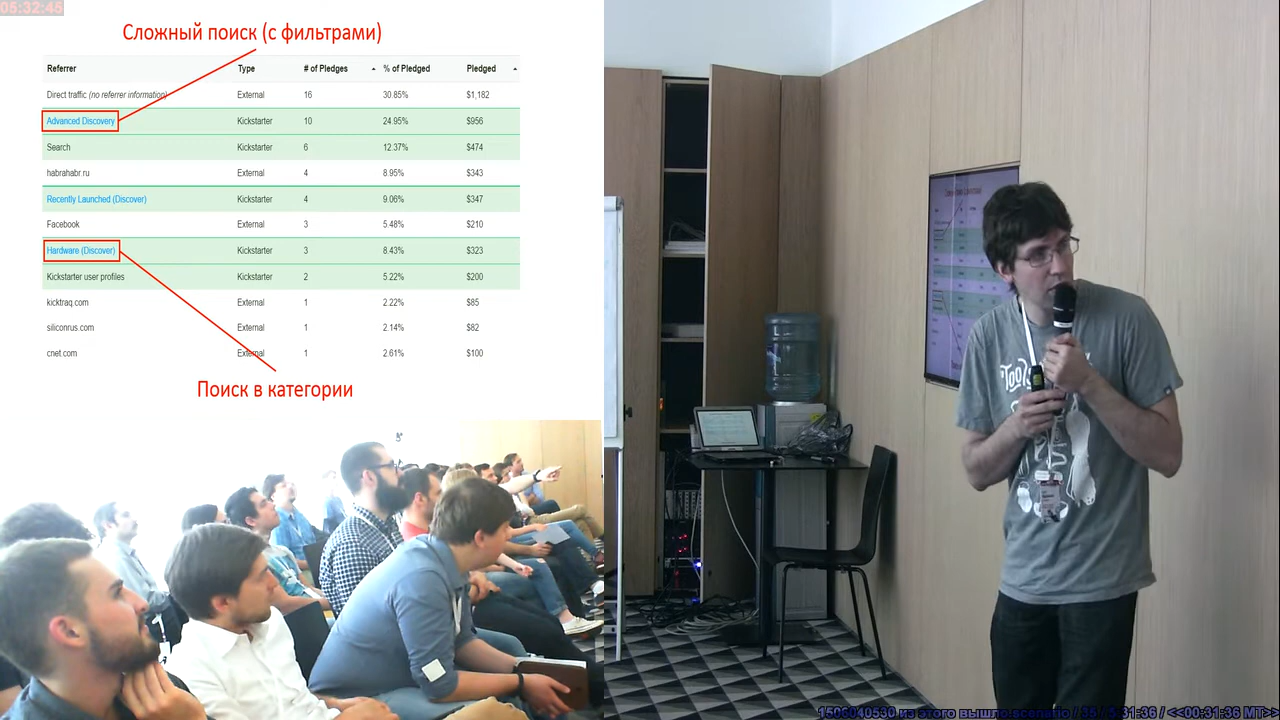 05:32:45
Сложный поиск (с фильтрами)
Referrer Type # of Pledges % of Pledged Pledged
Direct traffic (no referrer information) External 16 30.85% $1,182
Advanced Discovery Kickstarter 10 24.95% $956
Search Kickstarter 6 12.37% $474
habrahabr.ru External 4 8.95% $343
Recently Launched (Discover) Kickstarter 4 9.06% $347
Facebook External 3 5.48% $210
Hardware (Discover) Kickstarter 3 8.43% $323
Kickstarter user profiles Kickstarter 2 5.22% $200
kicktraq.com External 1 2.22% $85
siliconrus.com External 1 2.14% $82
cnet.com External 1 2.61% $100
Поиск в категории